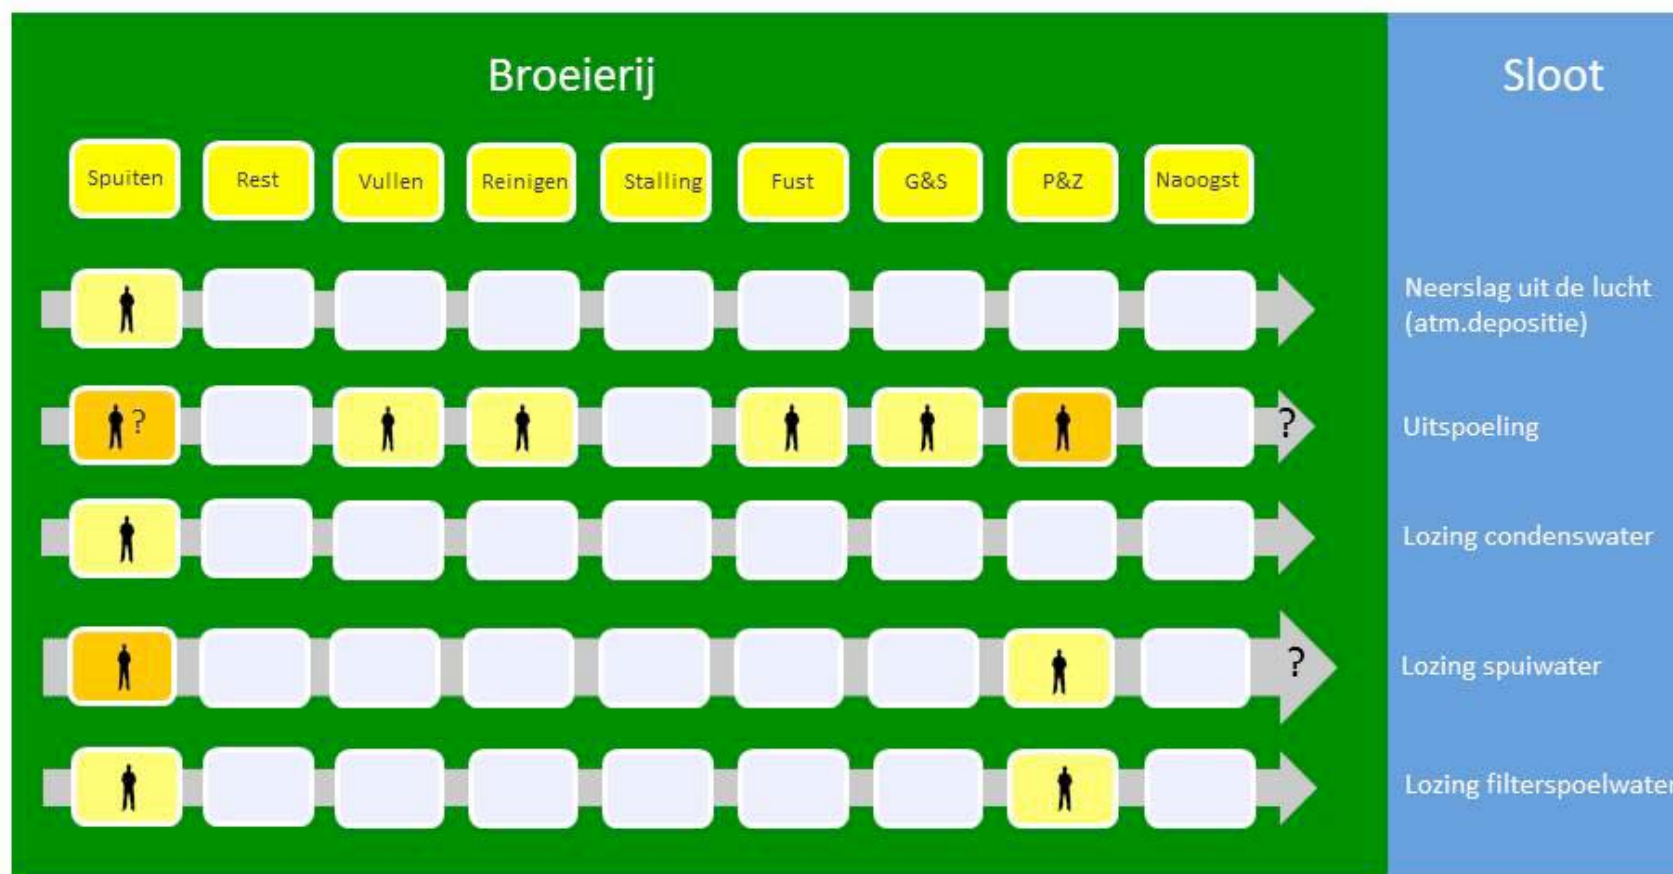 Broeierij
Sloot
Spuiten
Rest
Vullen
Reinigen
Stalling
Fust
G&S
P&Z
Naoogst
Neerslag uit de lucht
(atm.depositie)
?
?
Uitspoeling
Lozing condenswater
?
Lozing spuiwater
Lozing filterspoelwater